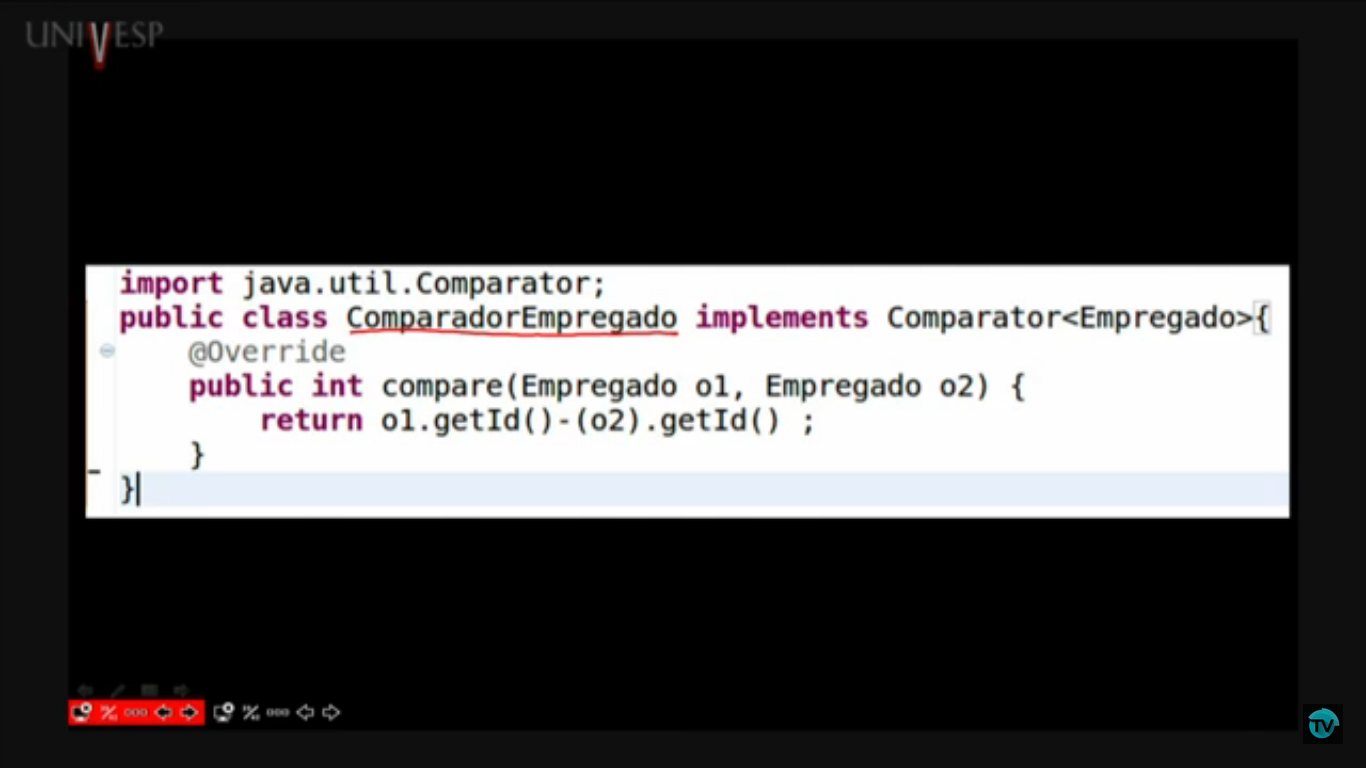 UNIVESP
import java.util.Comparator;
public class ComparadorEmpregado implements Comparator<Empregado>{
@Override
public int compare(Empregado o1, Empregado o2) {
return o1.getId()-(o2).getId() ;
}
}
TV